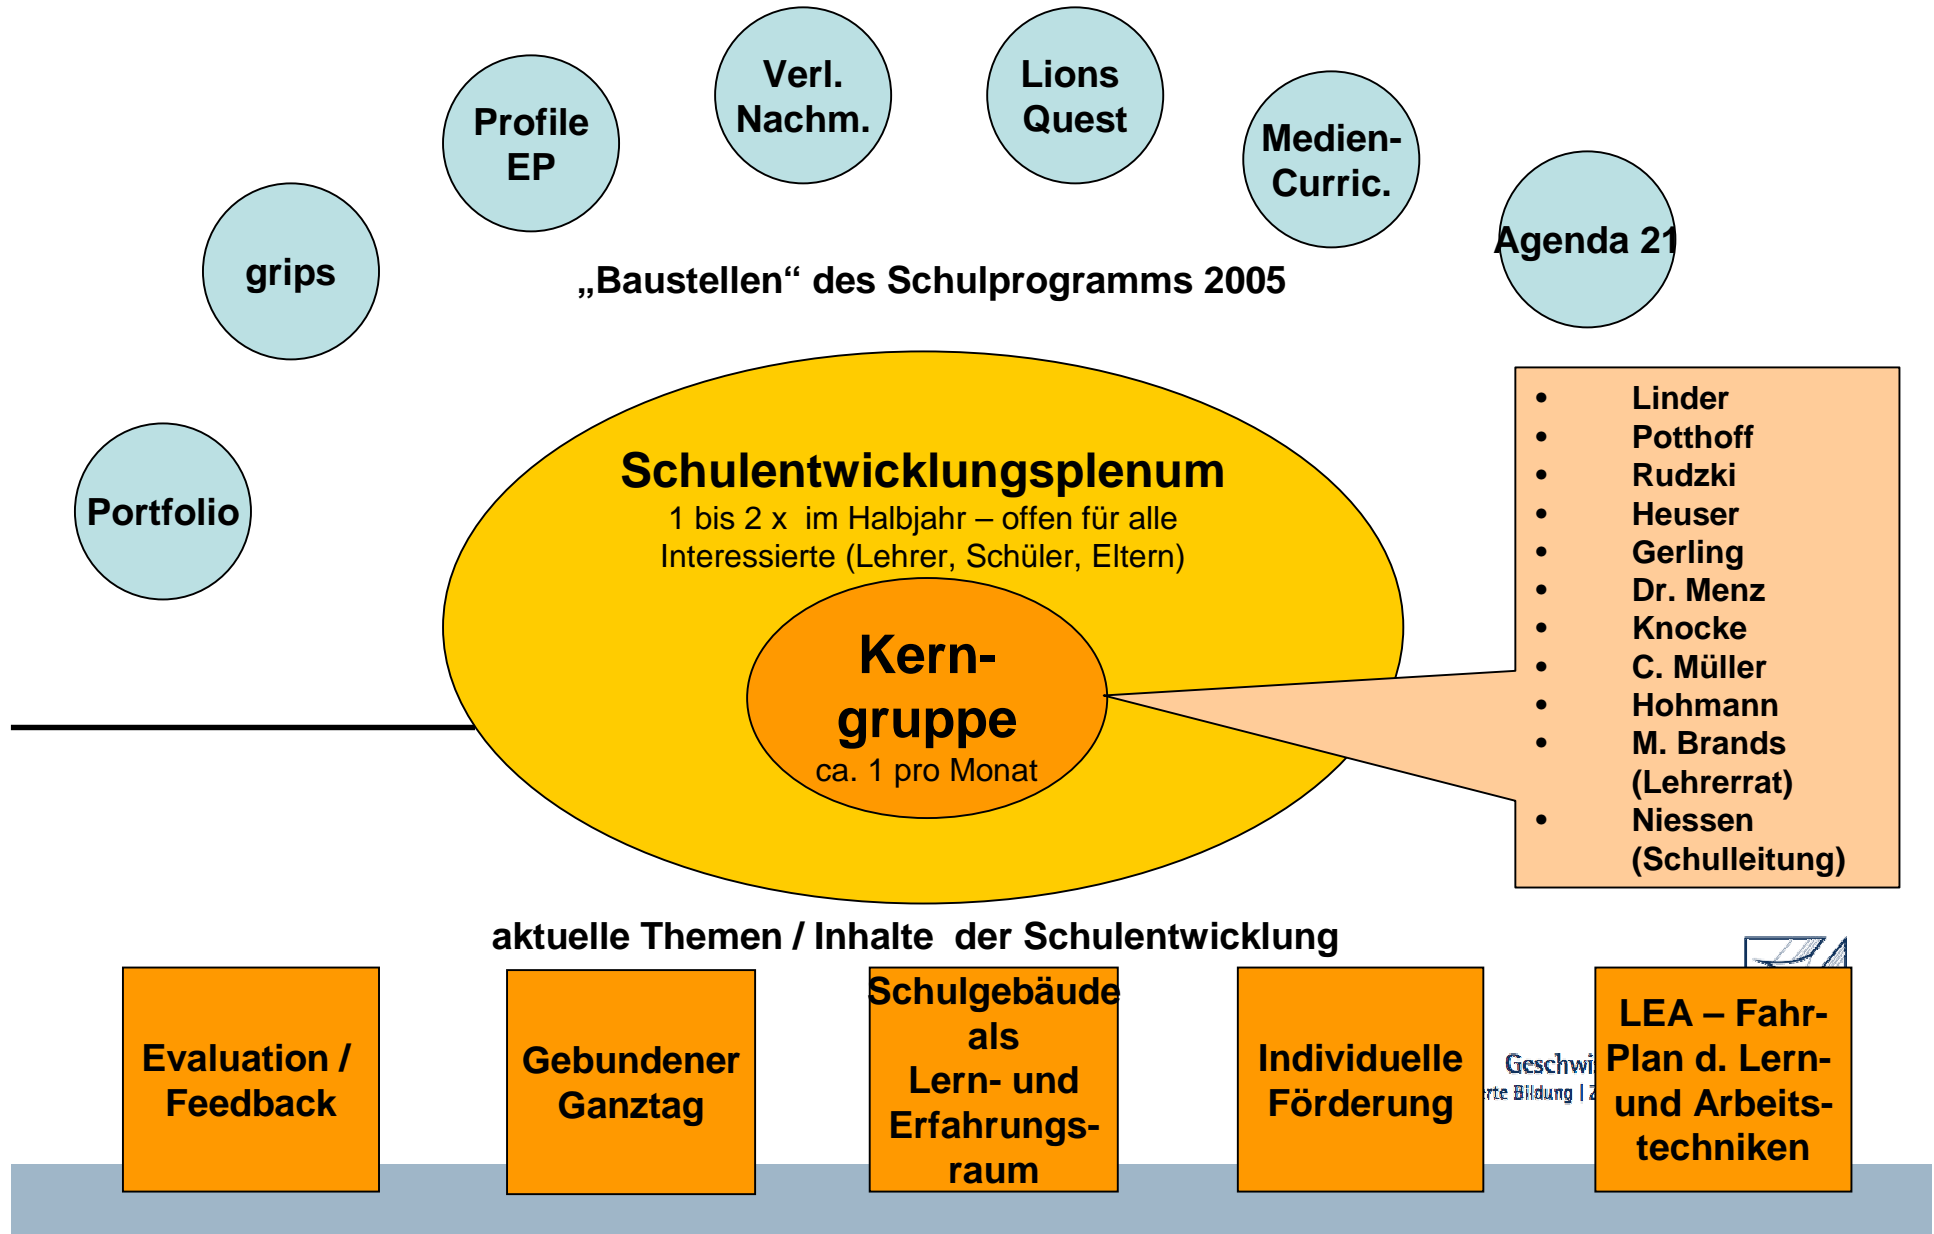 Verl.
Nachm.
Lions
Quest
Profile
EP
Medien-
Curric.
Agenda 21
grips
„Baustellen“ des Schulprogramms 2005
Portfolio
Schulentwicklungsplenum
1 bis 2 x  im Halbjahr – offen für alle
Interessierte (Lehrer, Schüler, Eltern)
Kern-
gruppe
ca. 1 pro Monat
• Linder
• Potthoff
• Rudzki
• Heuser
• Gerling
• Dr. Menz
• Knocke
• C. Müller
• Hohmann
• M. Brands
(Lehrerrat)
• Niessen
(Schulleitung)
aktuelle Themen / Inhalte  der Schulentwicklung
Evaluation /
Feedback
Gebundener
Ganztag
Schulgebäude
als
Lern- und
Erfahrungs-
raum
Individuelle
Förderung
Bildung |
LEA – Fahr-
Plan d. Lern-
und Arbeits-
techniken